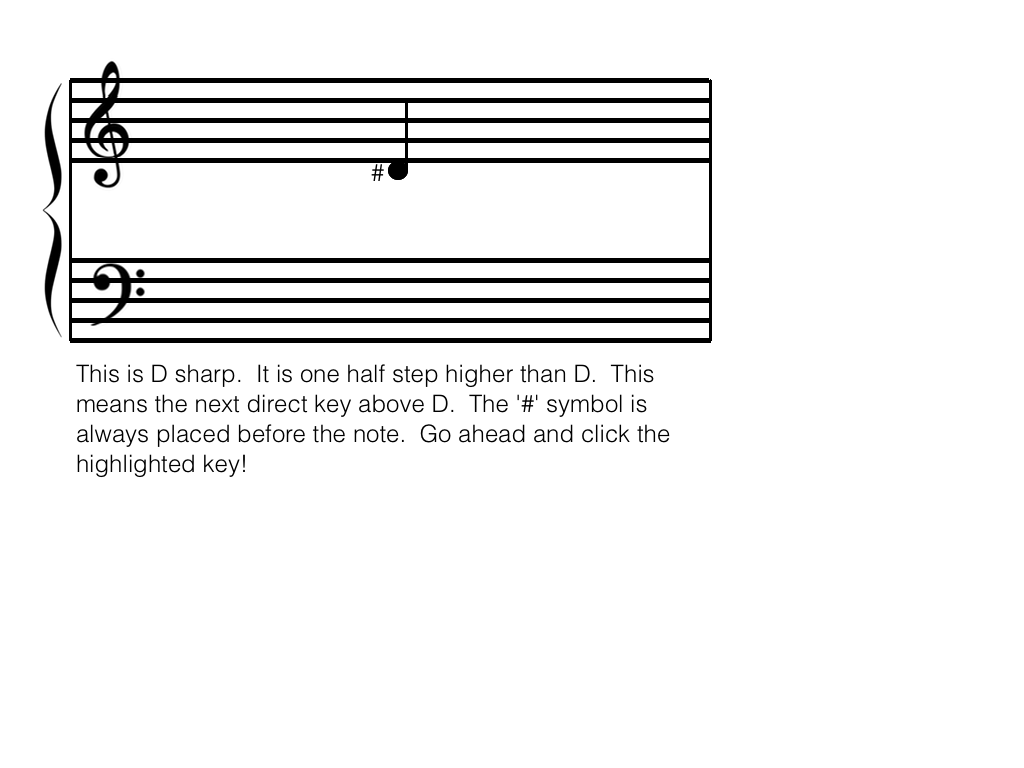 #
This is D sharp.  It is one half step higher than D.  This
means the next direct key above D.  The '#' symbol is
always placed before the note.  Go ahead and click the
highlighted key!